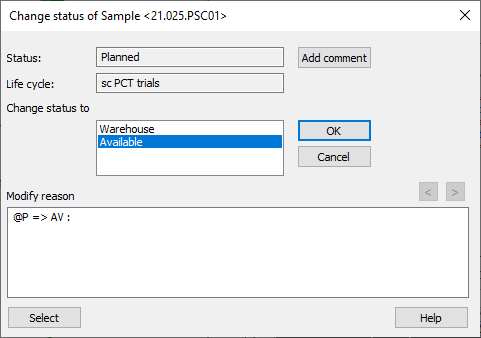 Change status of Sample <21.025.PSC01>
Status:
Planned
Add comment
Life cycle:
sc PCT trials
Change status to
Warehouse
Available
OK
Cancel
< >
Modify reason
@P => AV :
Select
Help